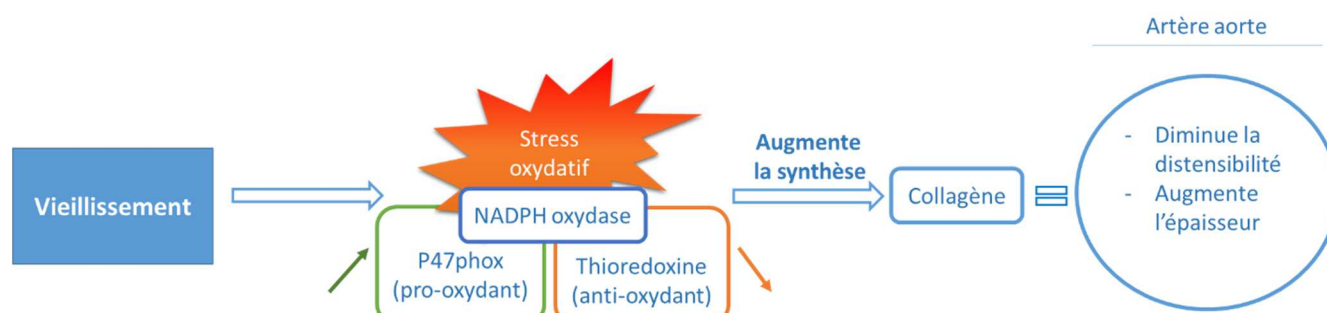 Artère aorte
Vieillissement
Stress
oxydatif
NADPH oxydase
P47phox
(pro-oxydant)
Thioredoxine
(anti-oxydant)
Augmente
la synthèse
Collagène
- Diminue la
distensibilité
- Augmente
l’épaisseur